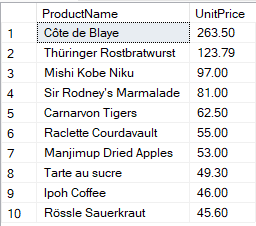 ProductName UnitPrice
1 Côte de Blaye 263.50
2 Thüringer Rostbratwurst 123.79
3 Mishi Kobe Niku 97.00
4 Sir Rodney's Marmalade 81.00
5 Carnarvon Tigers 62.50
6 Raclette Courdavault 55.00
7 Manjimup Dried Apples 53.00
8 Tarte au sucre 49.30
9 Ipoh Coffee 46.00
10 Rössle Sauerkraut 45.60